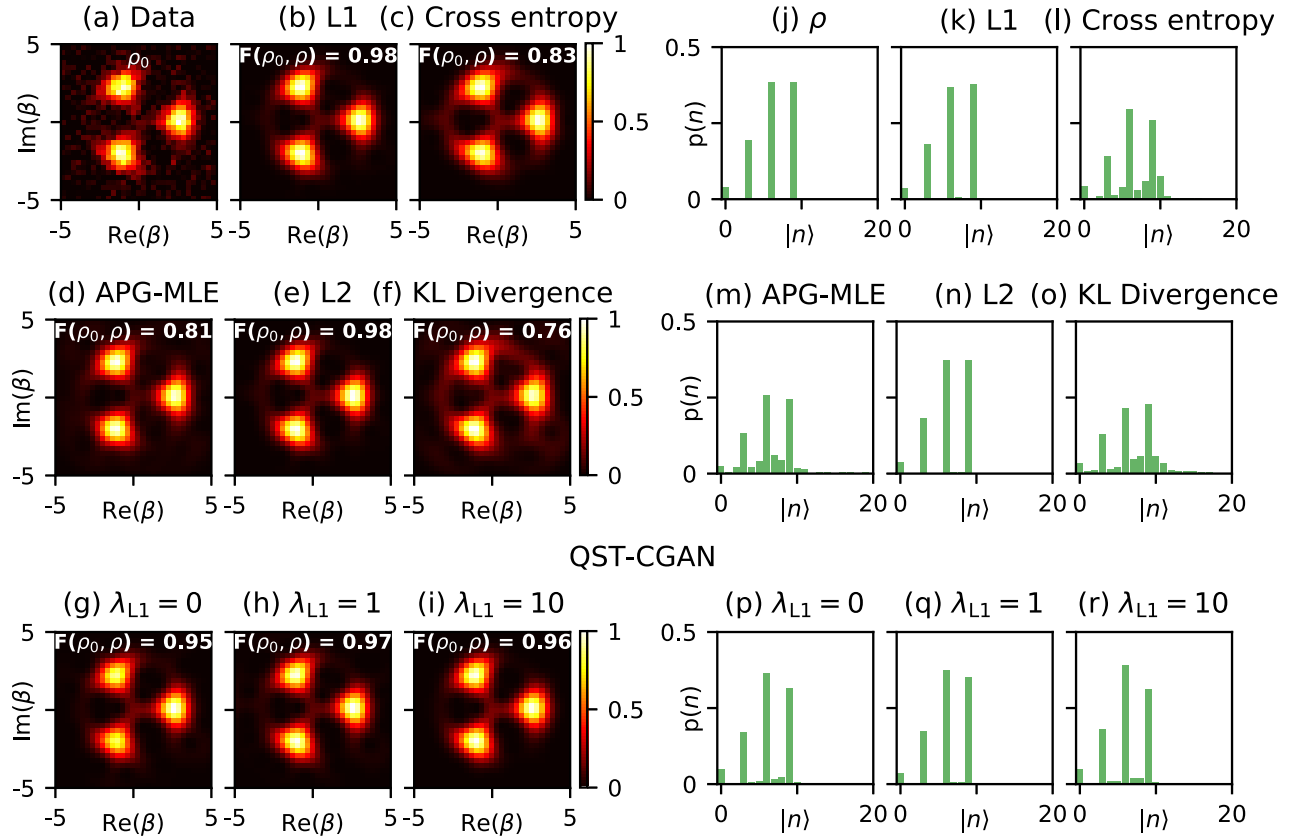 (a) Data (b) L1 (c) Cross entropy (j) ρ (k) L1 (l) Cross entropy
5 ρ₀ F(ρ₀, ρ) = 0.98 F(ρ₀, ρ) = 0.83 1 0.5
Im(β) 0.5 p(n)
-5 0 0
-5 5 -5 5 -5 5 0 20 0 20 0 20
Re(β) Re(β) Re(β) |n⟩ |n⟩ |n⟩
(d) APG-MLE (e) L2 (f) KL Divergence (m) APG-MLE (n) L2 (o) KL Divergence
5 F(ρ₀, ρ) = 0.81 F(ρ₀, ρ) = 0.98 F(ρ₀, ρ) = 0.76 1 0.5
Im(β) 0.5 p(n)
-5 0 0
-5 5 -5 5 -5 5 0 20 0 20 0 20
Re(β) Re(β) Re(β) |n⟩ |n⟩ |n⟩
QST-CGAN
(g) λL1 = 0 (h) λL1 = 1 (i) λL1 = 10 (p) λL1 = 0 (q) λL1 = 1 (r) λL1 = 10
5 F(ρ₀, ρ) = 0.95 F(ρ₀, ρ) = 0.97 F(ρ₀, ρ) = 0.96 1 0.5
Im(β) 0.5 p(n)
-5 0 0
-5 5 -5 5 -5 5 0 20 0 20 0 20
Re(β) Re(β) Re(β) |n⟩ |n⟩ |n⟩